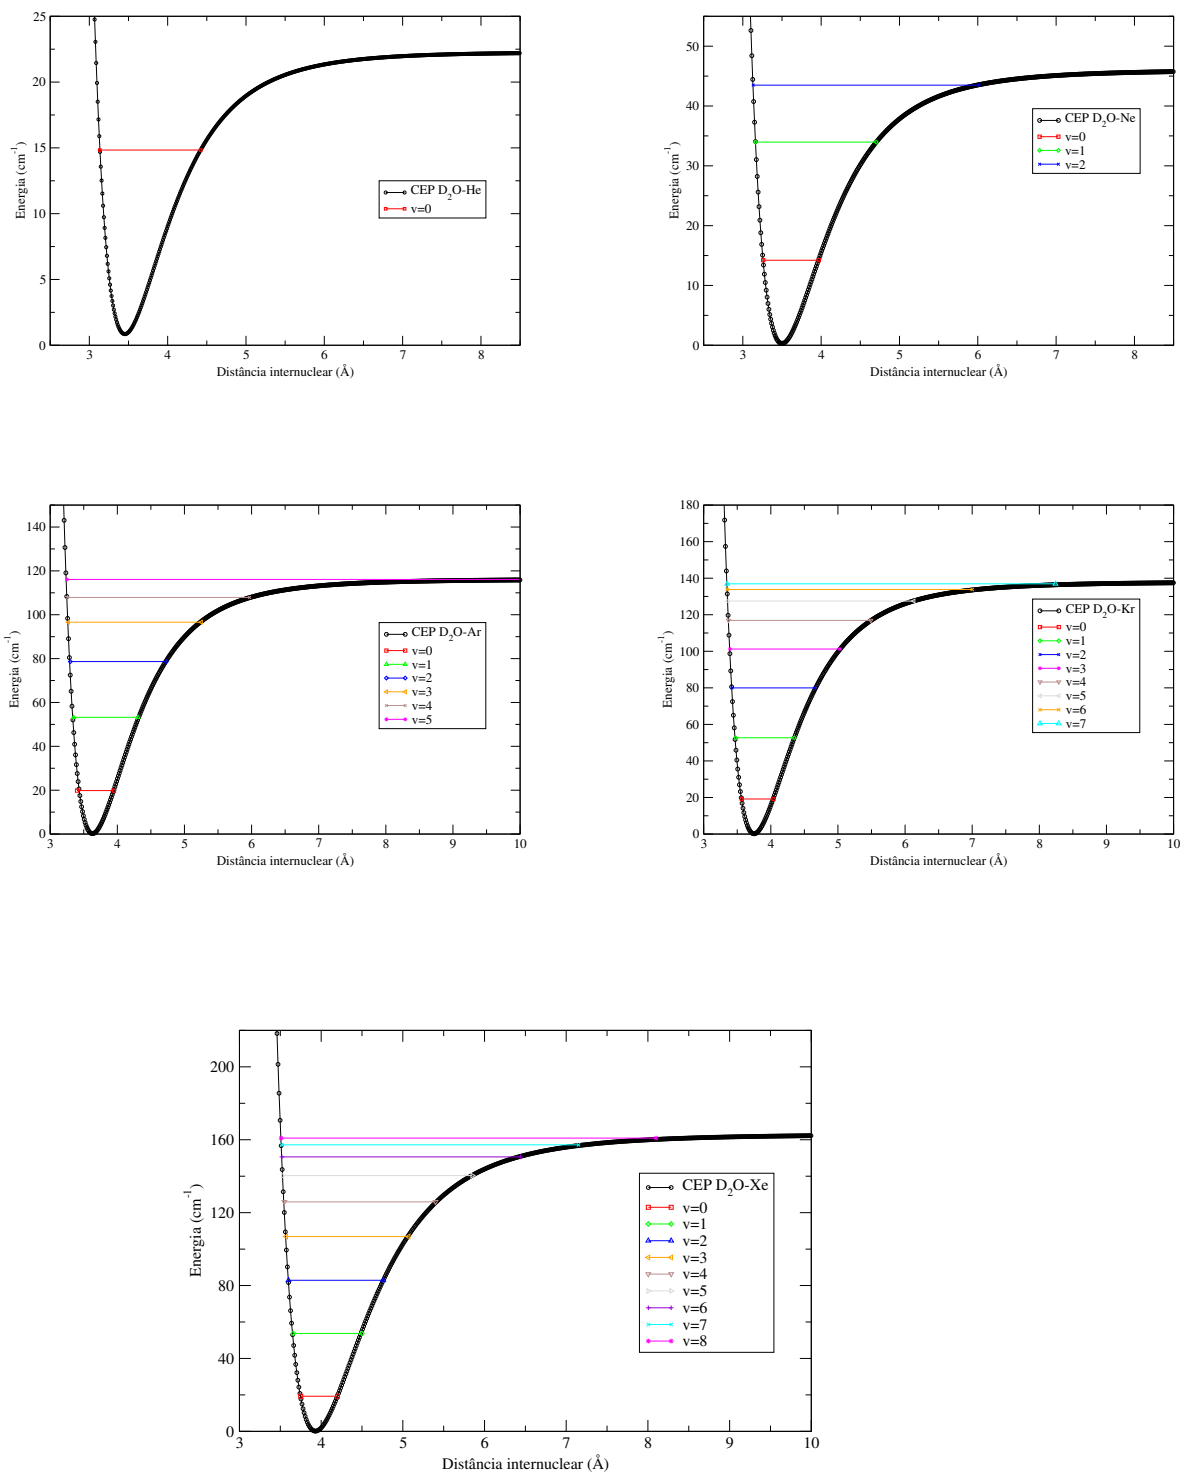 25
20
15
10
5
0
Energia (cm-1)
3
4
5
6
7
8
Distância internuclear (Å)
CEP D2O-He
v=0
50
40
30
20
10
0
Energia (cm-1)
3
4
5
6
7
8
Distância internuclear (Å)
CEP D2O-Ne
v=0
v=1
v=2
140
120
100
80
60
40
20
0
Energia (cm-1)
3
4
5
6
7
8
9
10
Distância internuclear (Å)
CEP D2O-Ar
v=0
v=1
v=2
v=3
v=4
v=5
180
160
140
120
100
80
60
40
20
0
Energia (cm-1)
3
4
5
6
7
8
9
10
Distância internuclear (Å)
CEP D2O-Kr
v=0
v=1
v=2
v=3
v=4
v=5
v=6
v=7
200
160
120
80
40
0
Energia (cm-1)
3
4
5
6
7
8
9
10
Distância internuclear (Å)
CEP D2O-Xe
v=0
v=1
v=2
v=3
v=4
v=5
v=6
v=7
v=8